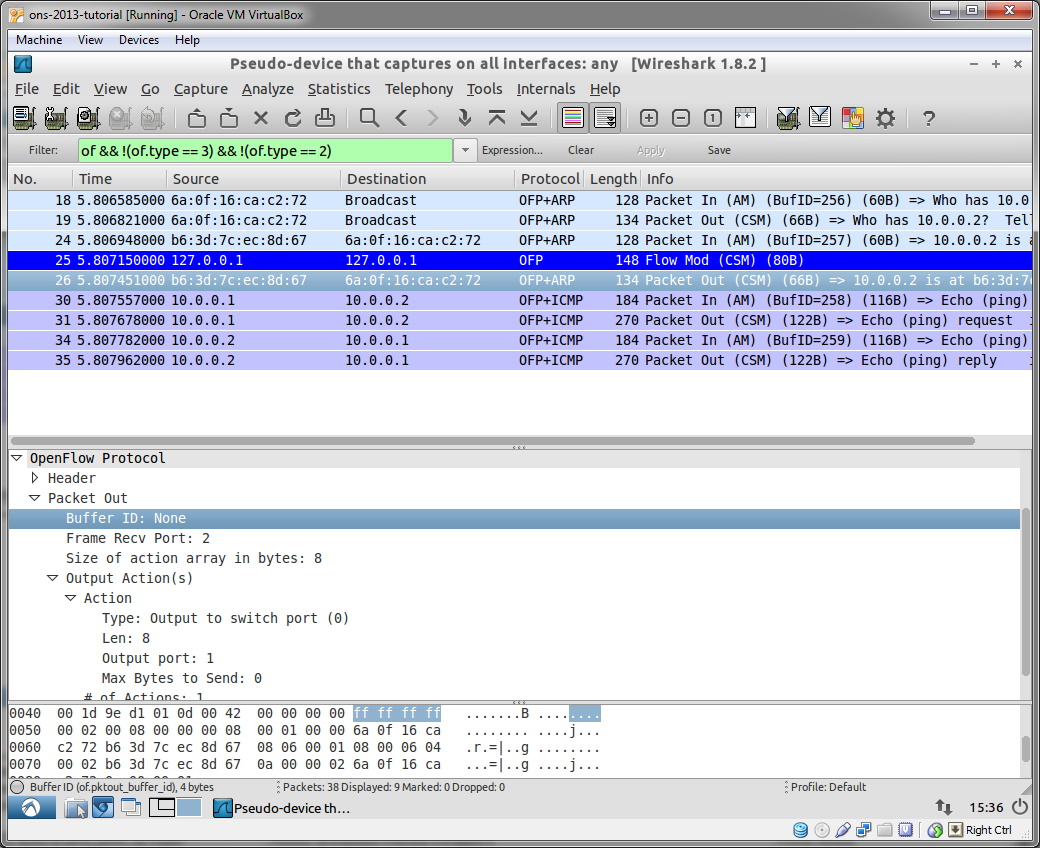 ons-2013-tutorial [Running] - Oracle VM VirtualBox
Machine View Devices Help
Pseudo-device that captures on all interfaces: any [Wireshark 1.8.2 ]
File Edit View Go Capture Analyze Statistics Telephony Tools Internals Help
Filter: of && !(of.type == 3) && !(of.type == 2) Expression... Clear Apply Save
No. Time Source Destination Protocol Length Info
18 5.806585000 6a:0f:16:ca:c2:72 Broadcast OFP+ARP 128 Packet In (AM) (BufID=256) (60B) => Who has 10.0
19 5.806821000 6a:0f:16:ca:c2:72 Broadcast OFP+ARP 134 Packet Out (CSM) (66B) => Who has 10.0.0.2? Tell
24 5.806948000 b6:3d:7c:ec:8d:67 6a:0f:16:ca:c2:72 OFP+ARP 128 Packet In (AM) (BufID=257) (60B) => 10.0.0.2 is a
25 5.807150000 127.0.0.1 127.0.0.1 OFP 148 Flow Mod (CSM) (80B)
26 5.807451000 b6:3d:7c:ec:8d:67 6a:0f:16:ca:c2:72 OFP+ARP 134 Packet Out (CSM) (66B) => 10.0.0.2 is at b6:3d:7
30 5.807557000 10.0.0.1 10.0.0.2 OFP+ICMP 184 Packet In (AM) (BufID=258) (116B) => Echo (ping)
31 5.807678000 10.0.0.1 10.0.0.2 OFP+ICMP 270 Packet Out (CSM) (122B) => Echo (ping) request
34 5.807782000 10.0.0.2 10.0.0.1 OFP+ICMP 184 Packet In (AM) (BufID=259) (116B) => Echo (ping)
35 5.807962000 10.0.0.2 10.0.0.1 OFP+ICMP 270 Packet Out (CSM) (122B) => Echo (ping) reply
OpenFlow Protocol
Header
Packet Out
Buffer ID: None
Frame Recv Port: 2
Size of action array in bytes: 8
Output Action(s)
Action
Type: Output to switch port (0)
Len: 8
Output port: 1
Max Bytes to Send: 0
# of Actions: 1
0040 00 1d 9e d1 01 0d 00 42 00 00 00 00 ff ff ff ff .......B ........
0050 00 02 00 08 00 00 00 08 00 01 00 00 6a 0f 16 ca ........ ....j...
0060 c2 72 b6 3d 7c ec 8d 67 08 06 00 01 08 00 06 04 .r.=|..g ........
0070 00 02 b6 3d 7c ec 8d 67 0a 00 00 02 6a 0f 16 ca ...=|..g ....j...
Buffer ID (of.pktout_buffer_id), 4 bytes Packets: 38 Displayed: 9 Marked: 0 Dropped: 0 Profile: Default
Pseudo-device th... 15:36
Right Ctrl